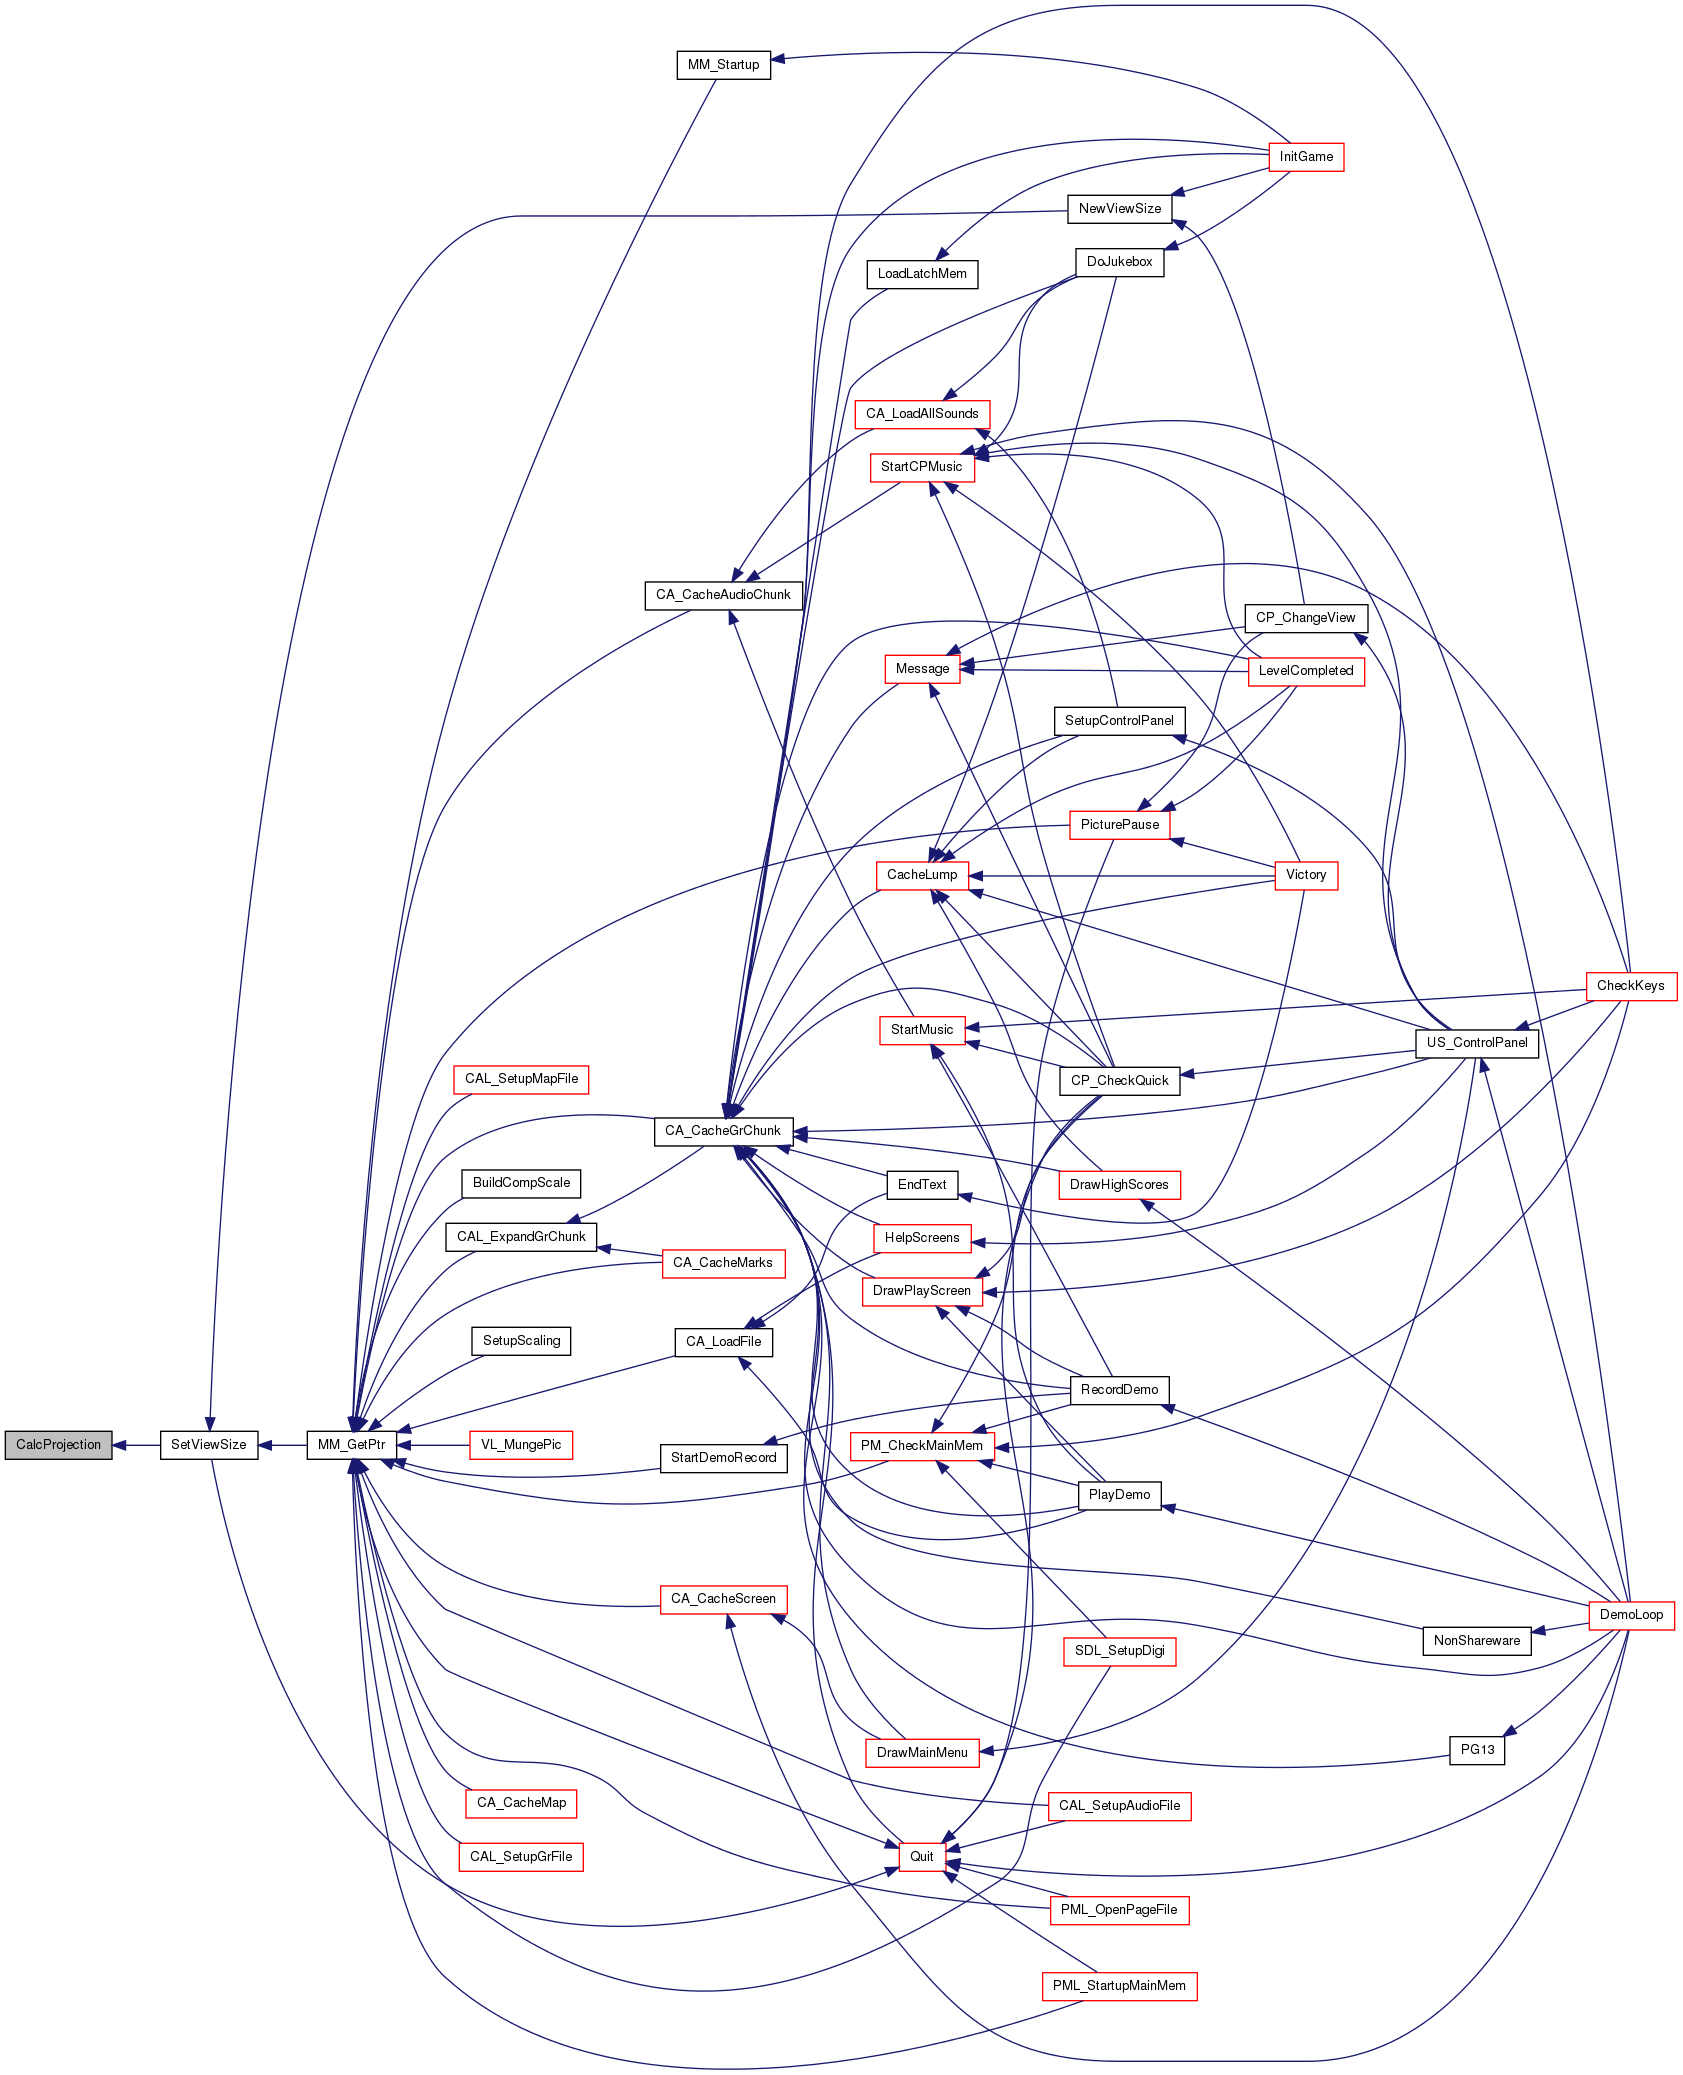 MM_Startup
InitGame
NewViewSize
DoJukebox
LoadLatchMem
CA_LoadAllSounds
StartCPMusic
CA_CacheAudioChunk
CP_ChangeView
Message
LevelCompleted
SetupControlPanel
PicturePause
CacheLump
Victory
CheckKeys
StartMusic
US_ControlPanel
CAL_SetupMapFile
CP_CheckQuick
CA_CacheGrChunk
BuildCompScale
EndText
DrawHighScores
CAL_ExpandGrChunk
HelpScreens
CA_CacheMarks
DrawPlayScreen
SetupScaling
CA_LoadFile
RecordDemo
CalcProjection
SetViewSize
MM_GetPtr
VL_MungePic
StartDemoRecord
PM_CheckMainMem
PlayDemo
CA_CacheScreen
DemoLoop
NonShareware
SDL_SetupDigi
DrawMainMenu
PG13
CA_CacheMap
CAL_SetupAudioFile
CAL_SetupGrFile
Quit
PML_OpenPageFile
PML_StartupMainMem